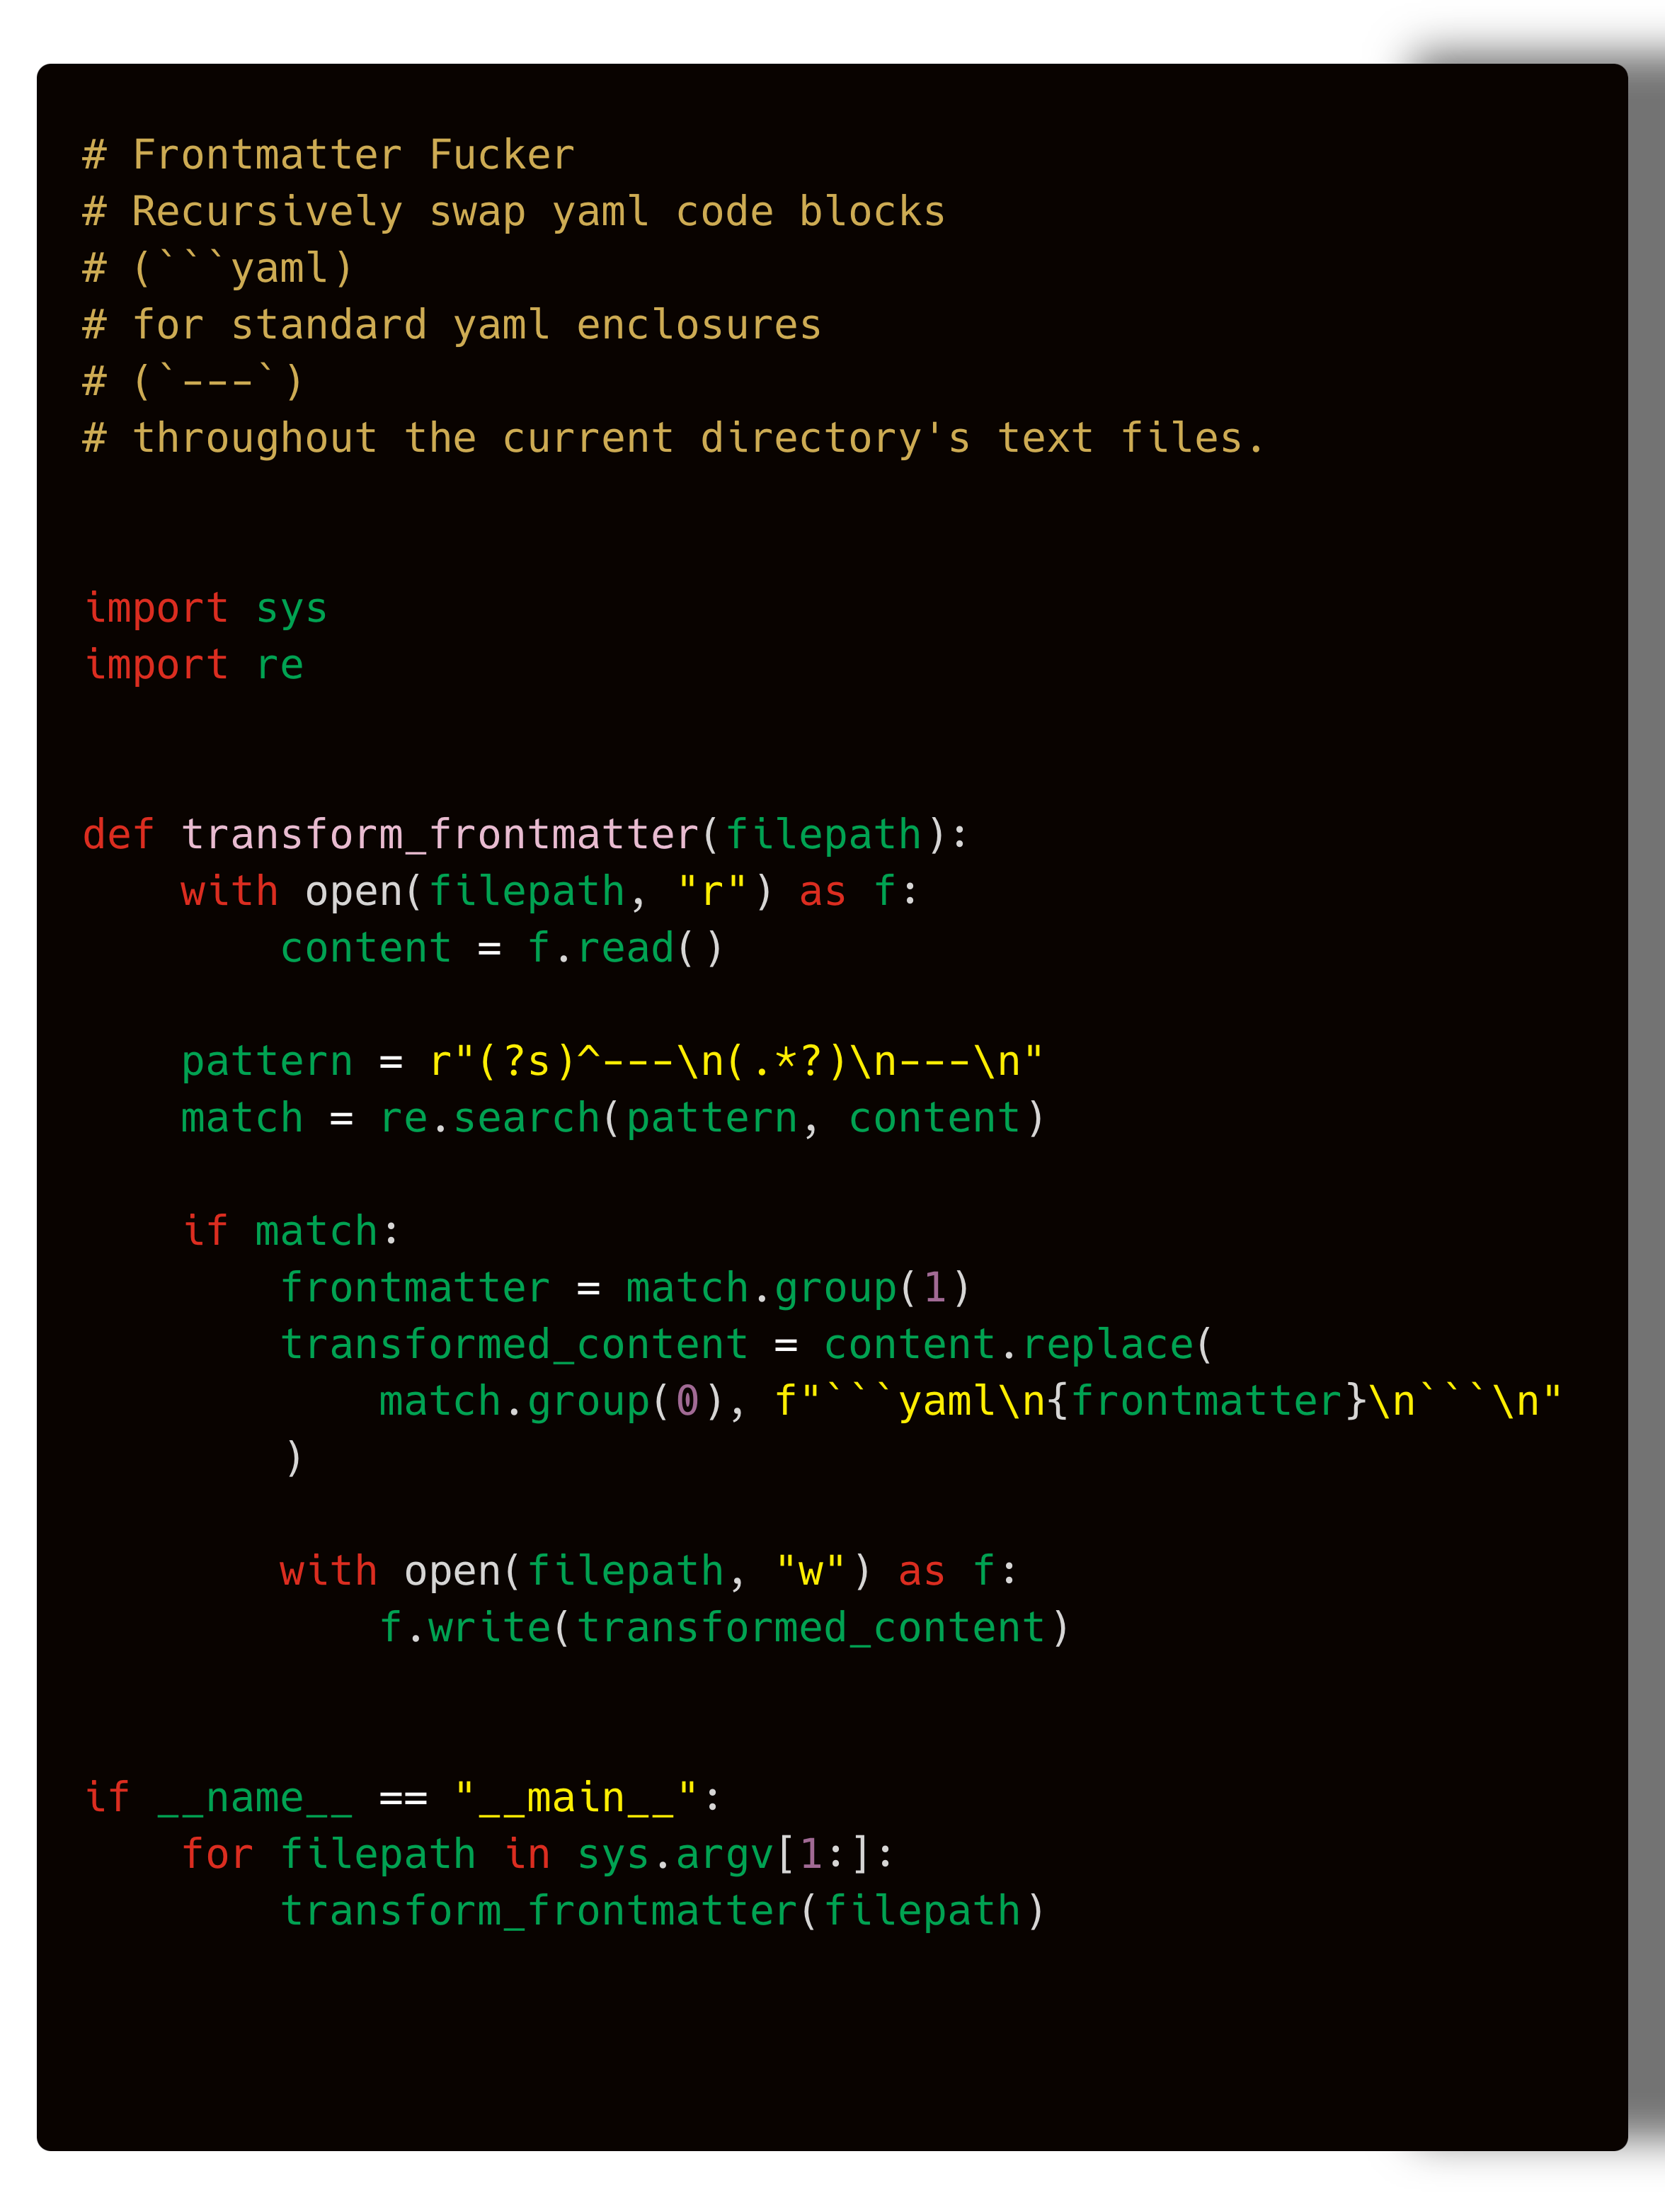 # Frontmatter Fucker
# Recursively swap yaml code blocks
# (```yaml)
# for standard yaml enclosures
# (`---`)
# throughout the current directory's text files.
import sys
import re
def transform_frontmatter(filepath):
    with open(filepath, "r") as f:
        content = f.read()
    pattern = r"(?s)^---\n(.*?)\n---\n"
    match = re.search(pattern, content)
    if match:
        frontmatter = match.group(1)
        transformed_content = content.replace(
            match.group(0), f"```yaml\n{frontmatter}\n```\n"
        )
        with open(filepath, "w") as f:
            f.write(transformed_content)
if __name__ == "__main__":
    for filepath in sys.argv[1:]:
        transform_frontmatter(filepath)